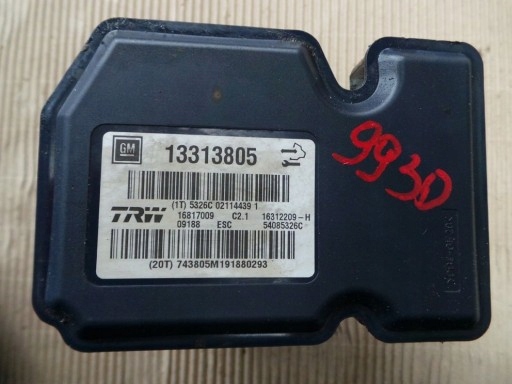 GM 13313805
(1T) 5326C 02114439 1
TRW
16817009 C2.1 16312209-H
09188 ESC 54085326C
(20T) 743805M191880293
9930